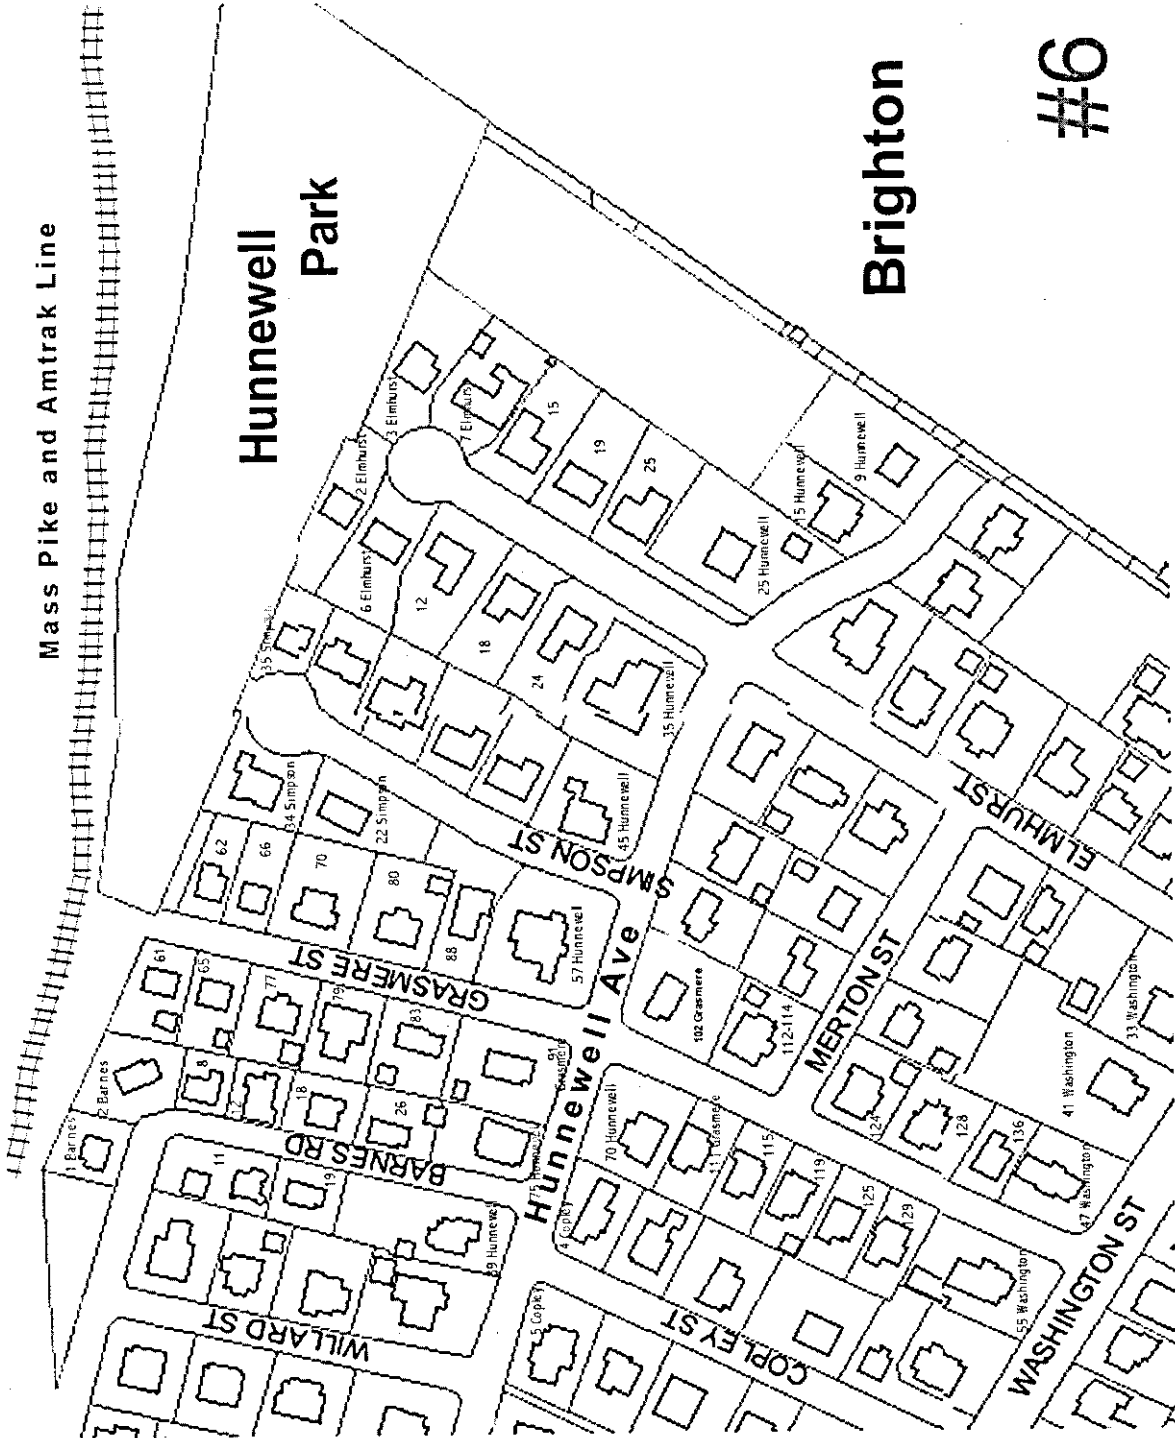 Mass Pike and Amtrak Line
Hunnewell
Park
Brighton
#6
3 Elmhurst
7 Elmhurst
15
19
25
2 Elmhurst
6 Elmhurst
12
18
24
9 Hunnewell
15 Hunnewell
25 Hunnewell
35 Hunnewell
45 Hunnewell
35 Simpson
34 Simpson
22 Simpson
SIMPSON ST
62
66
70
80
88
57 Hunnewell
GRASMERE ST
61
65
77
79
83
91 Grasmere
2 Barnes
8
12
18
26
75 Hunnewell
1 Barnes
11
19
BARNES RD
89 Hunnewell
WILLARD ST
Hunnewell Ave
ELMHURST
MERTON ST
102 Grasmere
112-114
124
128
136
47 Washington
41 Washington
33 Washington
70 Hunnewell
111 Grasmere
115
119
125
129
55 Washington
4 Copley
5 Copley
COPLEY ST
WASHINGTON ST